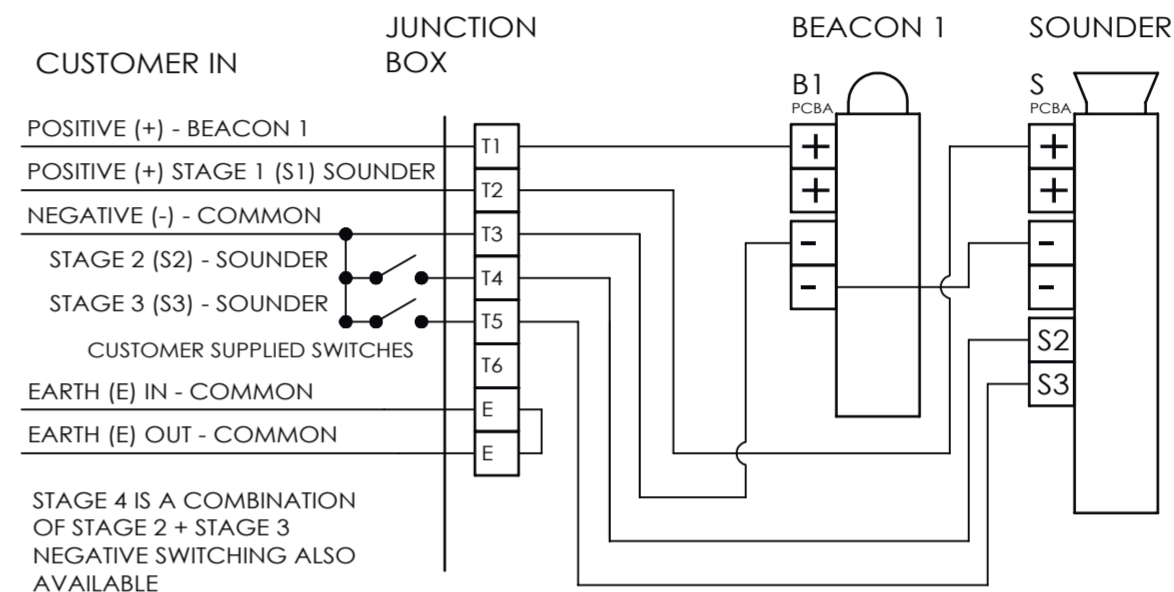 JUNCTION
BOX
BEACON 1
SOUNDER
CUSTOMER IN
B1
PCBA
S
PCBA
POSITIVE (+) - BEACON 1
T1
+
+
POSITIVE (+) STAGE 1 (S1) SOUNDER
T2
+
+
NEGATIVE (-) - COMMON
T3
-
-
STAGE 2 (S2) - SOUNDER
T4
-
-
STAGE 3 (S3) - SOUNDER
T5
S2
CUSTOMER SUPPLIED SWITCHES
T6
S3
EARTH (E) IN - COMMON
E
EARTH (E) OUT - COMMON
E
STAGE 4 IS A COMBINATION
OF STAGE 2 + STAGE 3
NEGATIVE SWITCHING ALSO
AVAILABLE